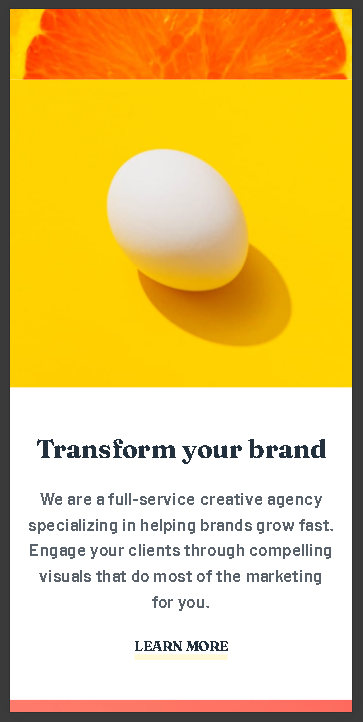 Transform your brand
We are a full-service creative agency
specializing in helping brands grow fast.
Engage your clients through compelling
visuals that do most of the marketing
for you.
LEARN MORE